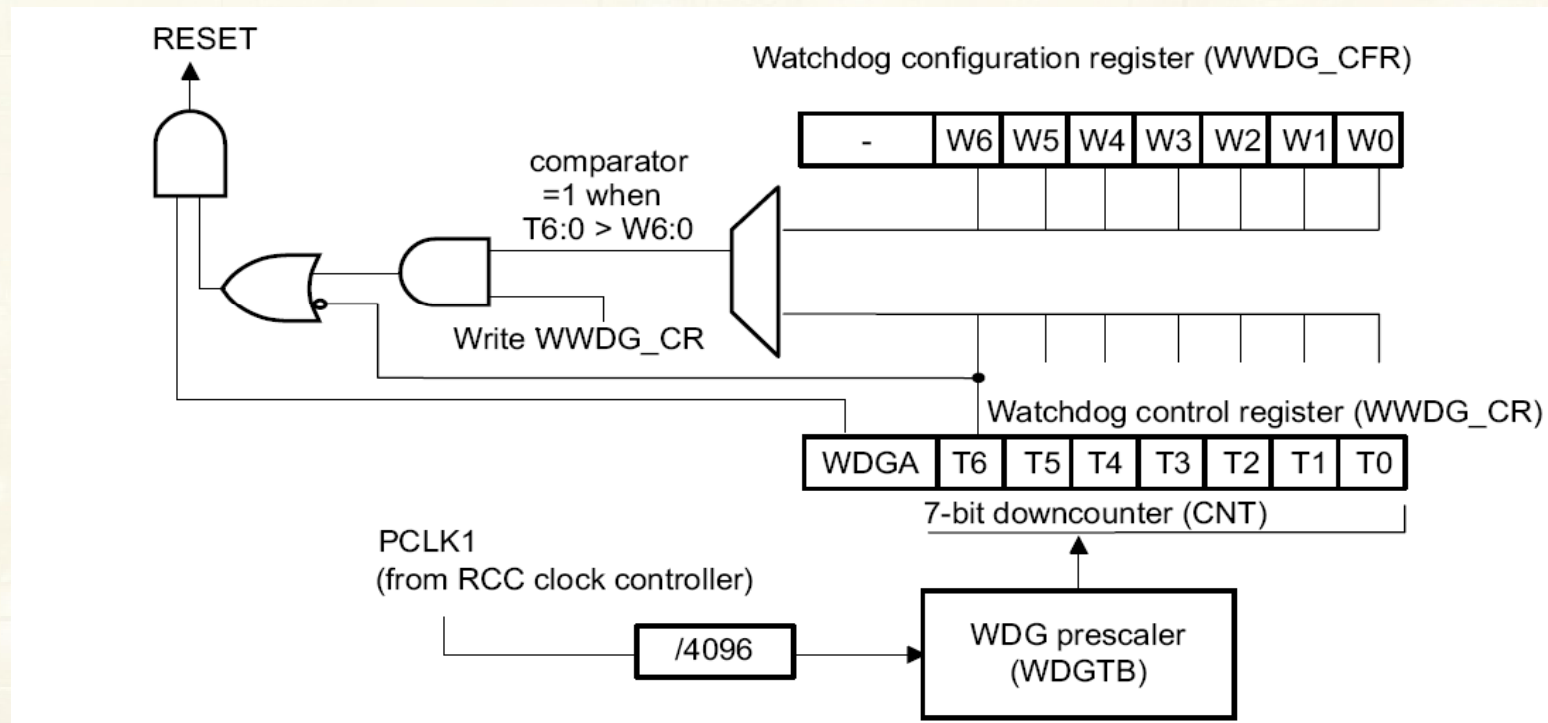 RESET
Watchdog configuration register (WWDG_CFR)
- W6 W5 W4 W3 W2 W1 W0
comparator
=1 when
T6:0 > W6:0
Write WWDG_CR
Watchdog control register (WWDG_CR)
WDGA T6 T5 T4 T3 T2 T1 T0
7-bit downcounter (CNT)
PCLK1
(from RCC clock controller)
/4096
WDG prescaler
(WDGTB)